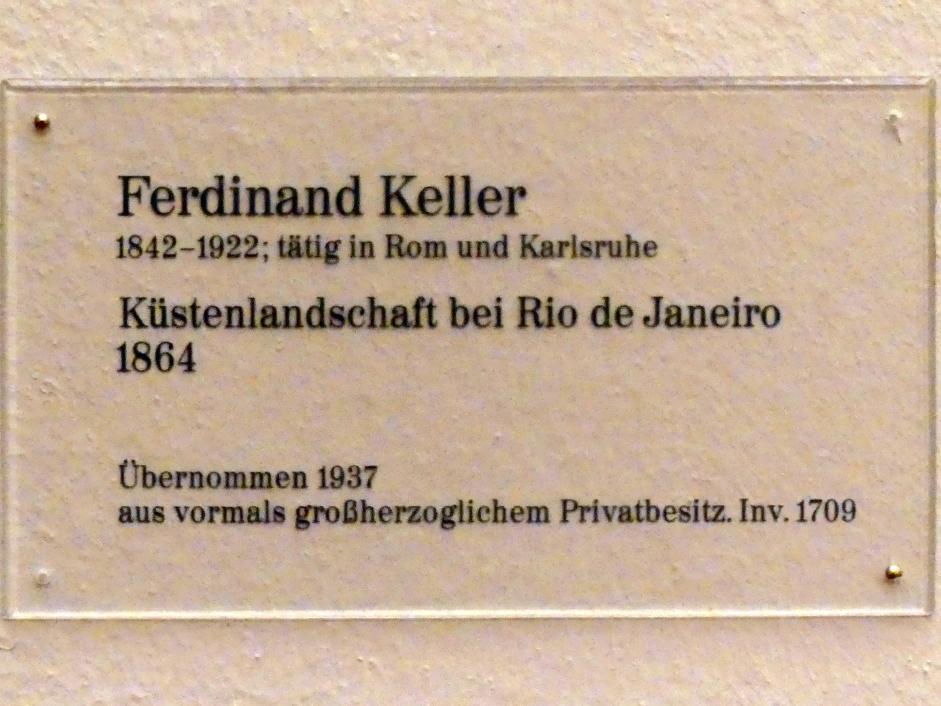 Ferdinand Keller
1842–1922; tätig in Rom und Karlsruhe
Küstenlandschaft bei Rio de Janeiro
1864
Übernommen 1937
aus vormals großherzoglichem Privatbesitz. Inv. 1709